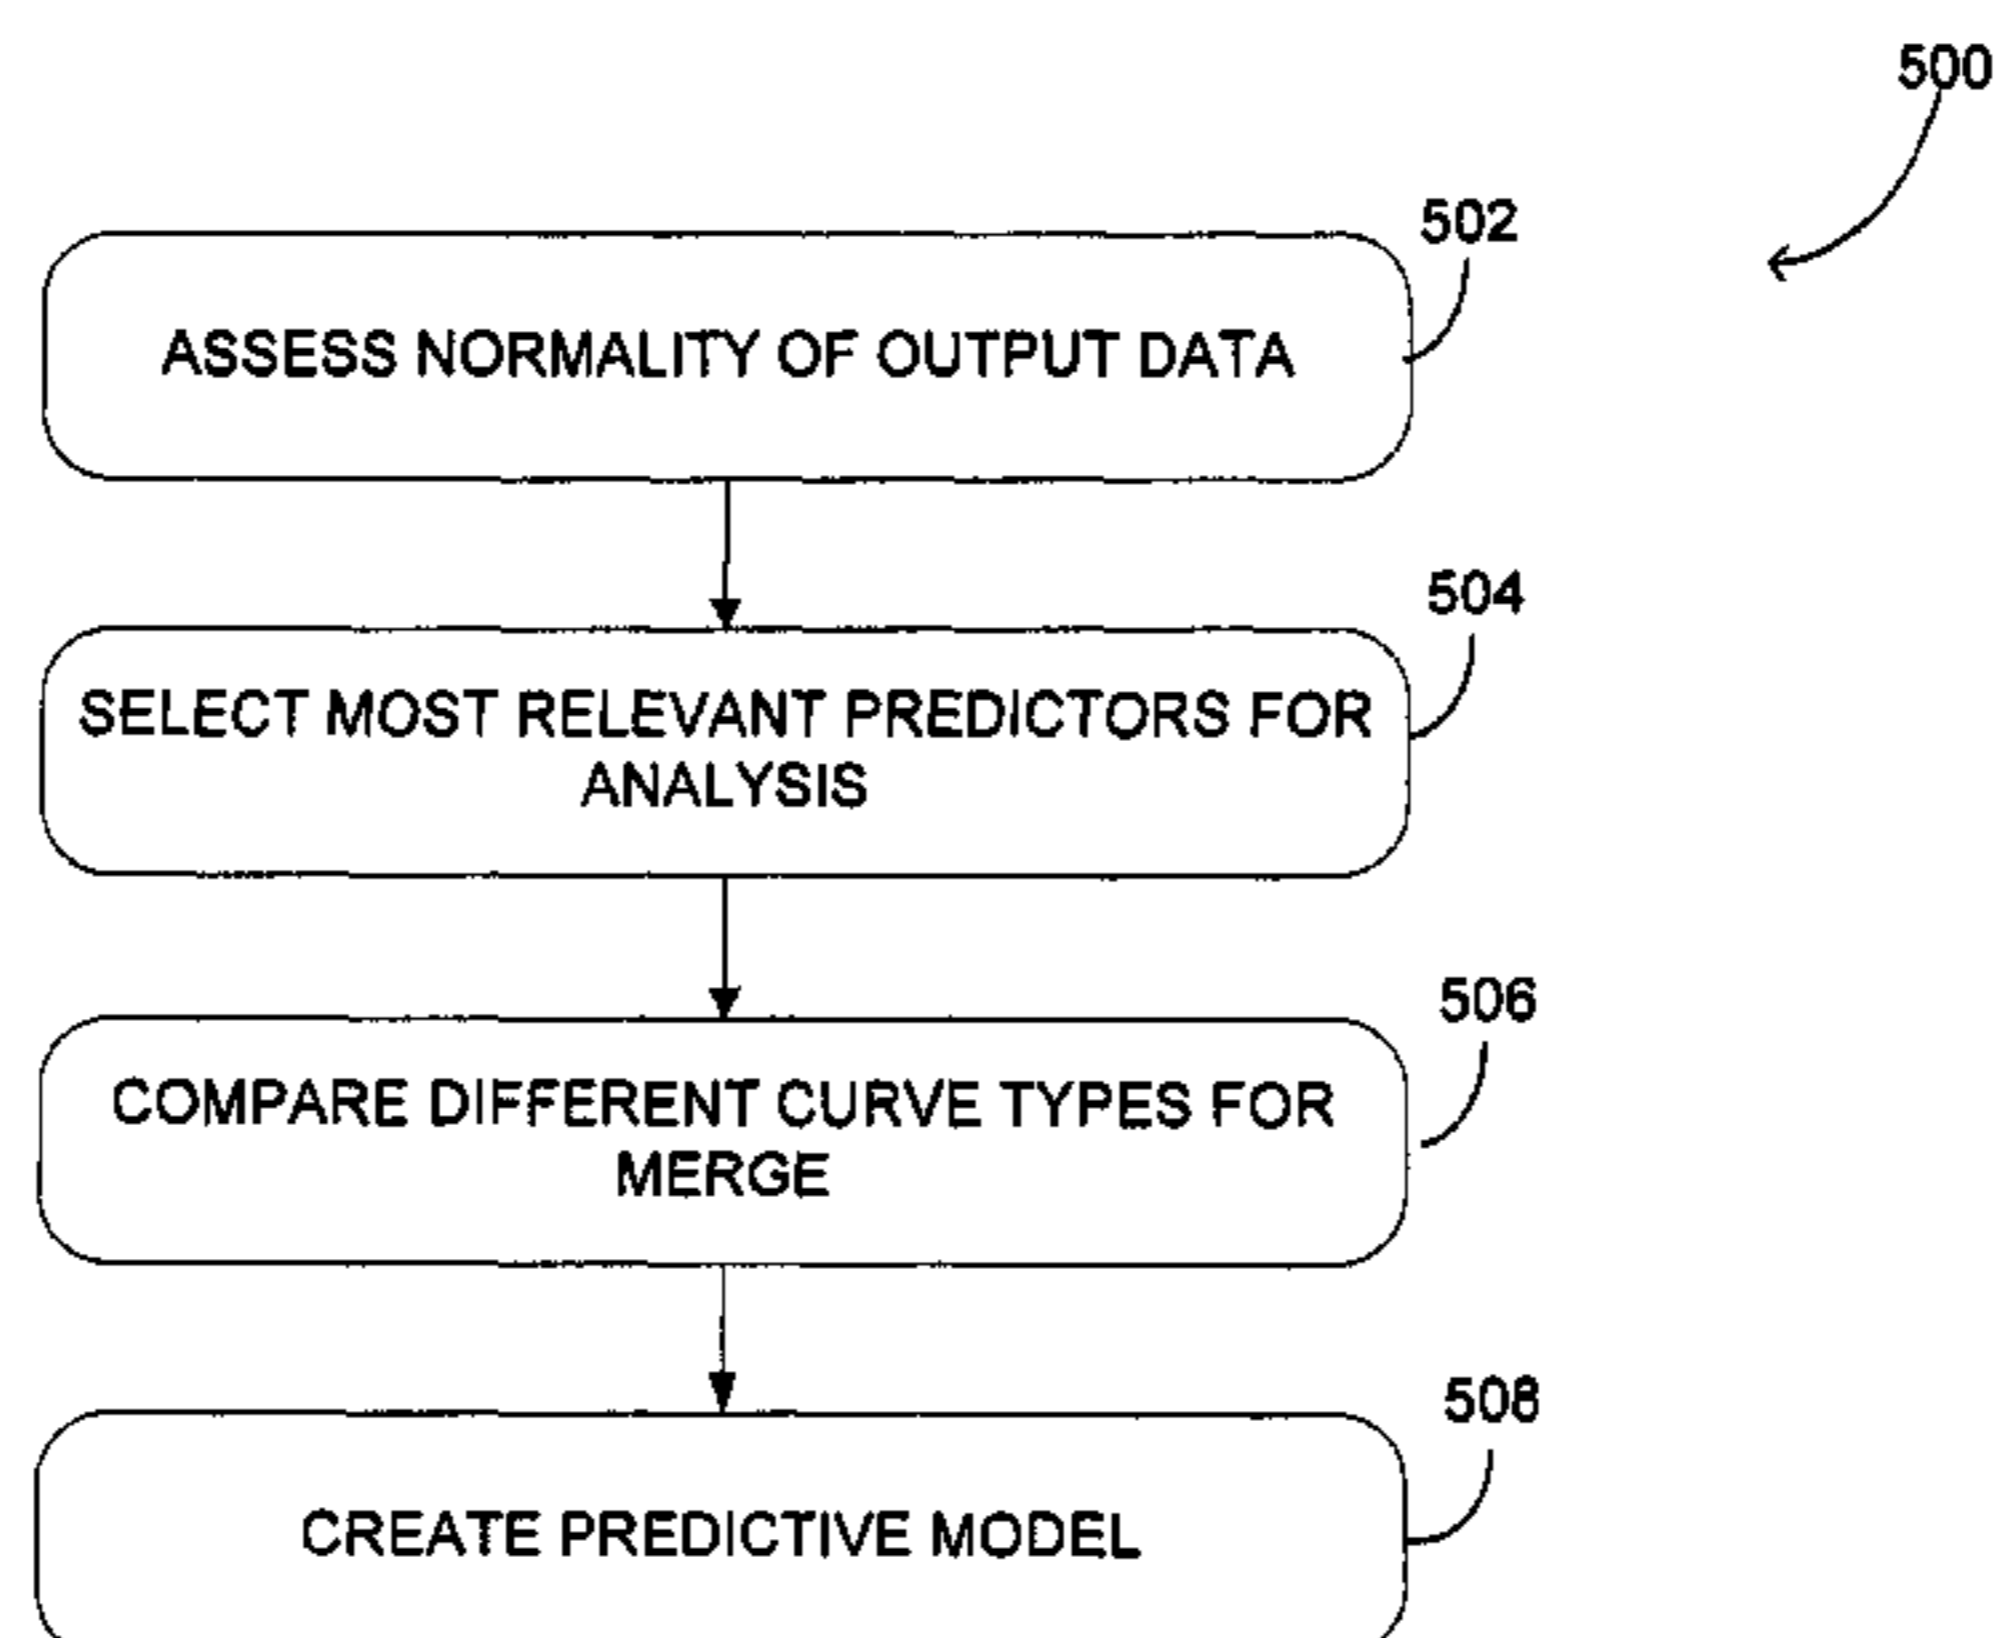 500
502
ASSESS NORMALITY OF OUTPUT DATA
504
SELECT MOST RELEVANT PREDICTORS FOR
ANALYSIS
506
COMPARE DIFFERENT CURVE TYPES FOR
MERGE
508
CREATE PREDICTIVE MODEL